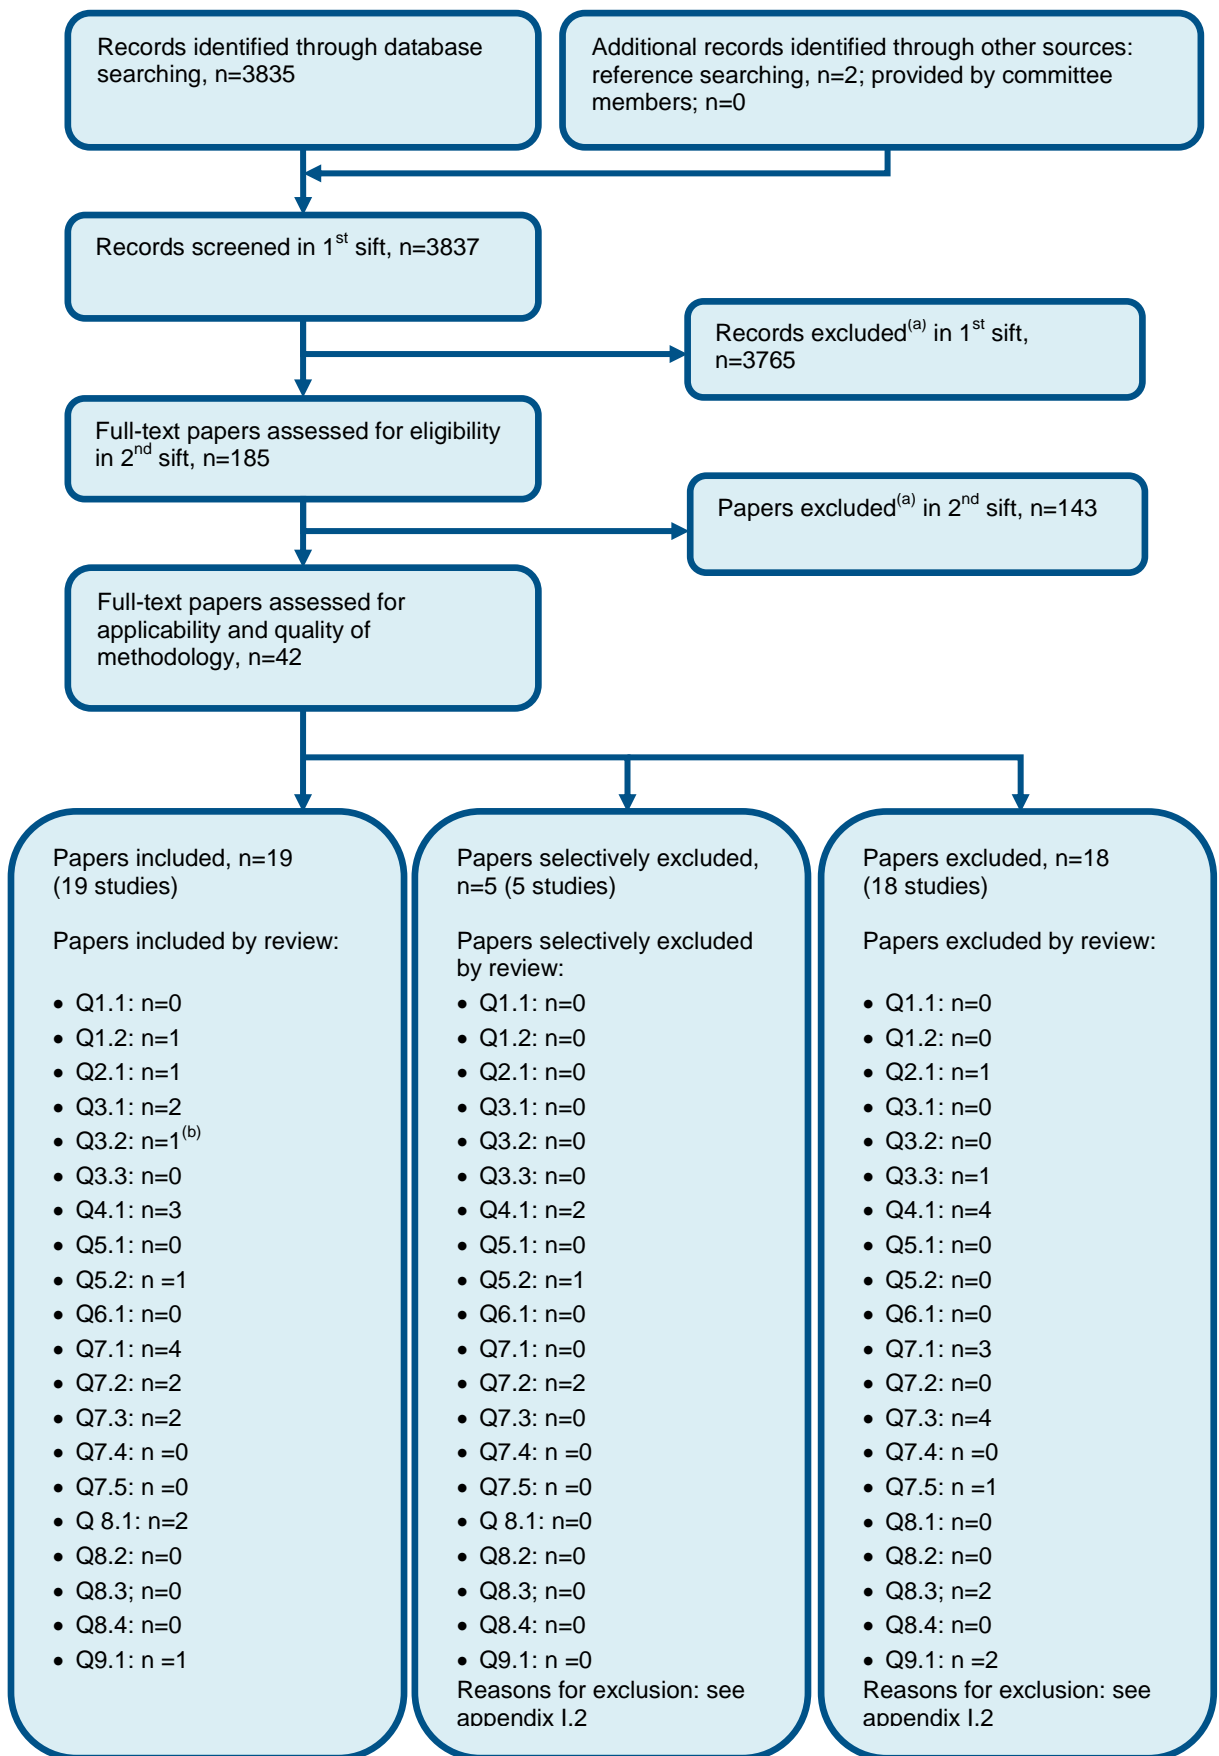 Records identified through database
searching, n=3835
Additional records identified through other sources:
reference searching, n=2; provided by committee
members; n=0
Records screened in 1st sift, n=3837
Records excluded(a) in 1st sift,
n=3765
Full-text papers assessed for eligibility
in 2nd sift, n=185
Papers excluded(a) in 2nd sift, n=143
Full-text papers assessed for
applicability and quality of
methodology, n=42
Papers included, n=19
(19 studies)
Papers included by review:
• Q1.1: n=0
• Q1.2: n=1
• Q2.1: n=1
• Q3.1: n=2
• Q3.2: n=1(b)
• Q3.3: n=0
• Q4.1: n=3
• Q5.1: n=0
• Q5.2: n =1
• Q6.1: n=0
• Q7.1: n=4
• Q7.2: n=2
• Q7.3: n=2
• Q7.4: n =0
• Q7.5: n =0
• Q 8.1: n=2
• Q8.2: n=0
• Q8.3; n=0
• Q8.4: n=0
• Q9.1: n =1
Papers selectively excluded,
n=5 (5 studies)
Papers selectively excluded
by review:
• Q1.1: n=0
• Q1.2: n=0
• Q2.1: n=0
• Q3.1: n=0
• Q3.2: n=0
• Q3.3: n=0
• Q4.1: n=2
• Q5.1: n=0
• Q5.2: n=1
• Q6.1: n=0
• Q7.1: n=0
• Q7.2: n=2
• Q7.3: n=0
• Q7.4: n =0
• Q7.5: n =0
• Q 8.1: n=0
• Q8.2: n=0
• Q8.3; n=0
• Q8.4: n=0
• Q9.1: n =0
Reasons for exclusion: see
appendix I.2
Papers excluded, n=18
(18 studies)
Papers excluded by review:
• Q1.1: n=0
• Q1.2: n=0
• Q2.1: n=1
• Q3.1: n=0
• Q3.2: n=0
• Q3.3: n=1
• Q4.1: n=4
• Q5.1: n=0
• Q5.2: n=0
• Q6.1: n=0
• Q7.1: n=3
• Q7.2: n=0
• Q7.3: n=4
• Q7.4: n =0
• Q7.5: n =1
• Q8.1: n=0
• Q8.2: n=0
• Q8.3; n=2
• Q8.4: n=0
• Q9.1: n =2
Reasons for exclusion: see
appendix I.2